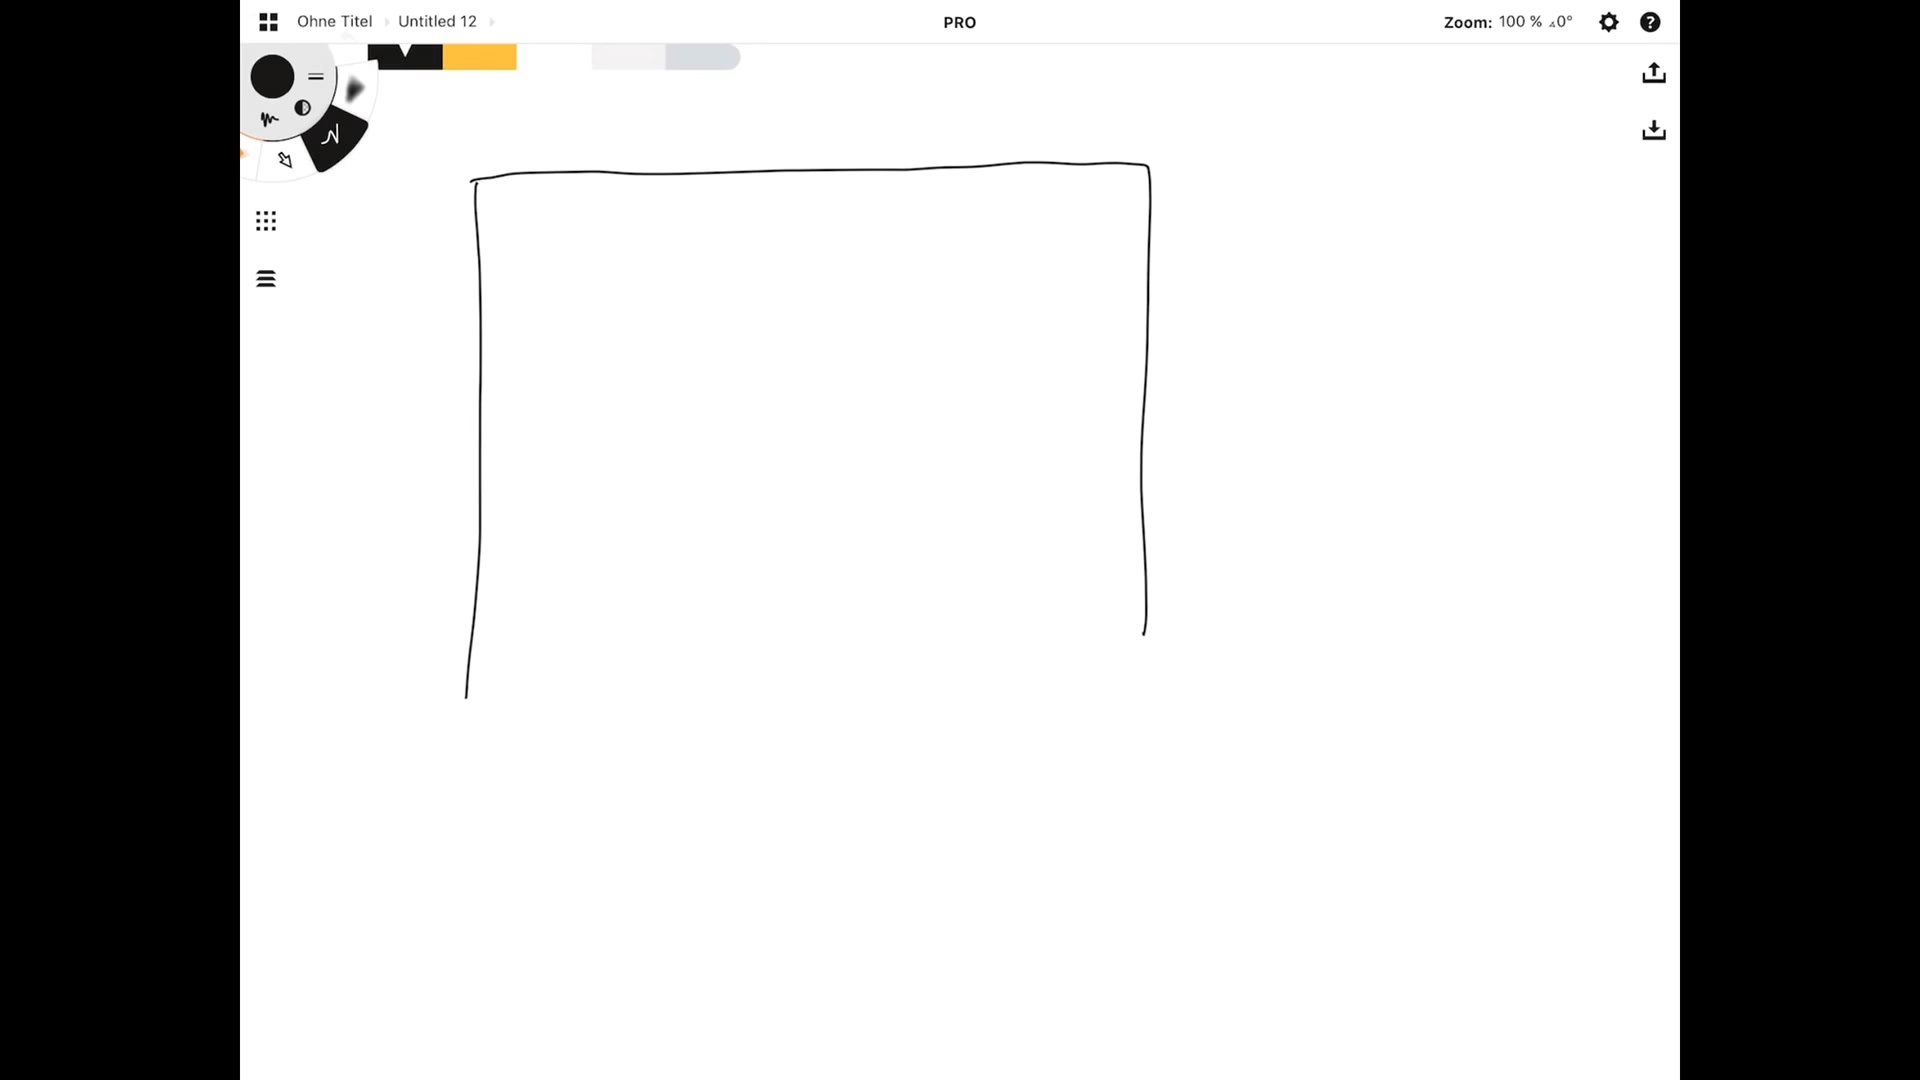 Ohne Titel › Untitled 12 ›
PRO
Zoom: 100 % ⊿0°
?